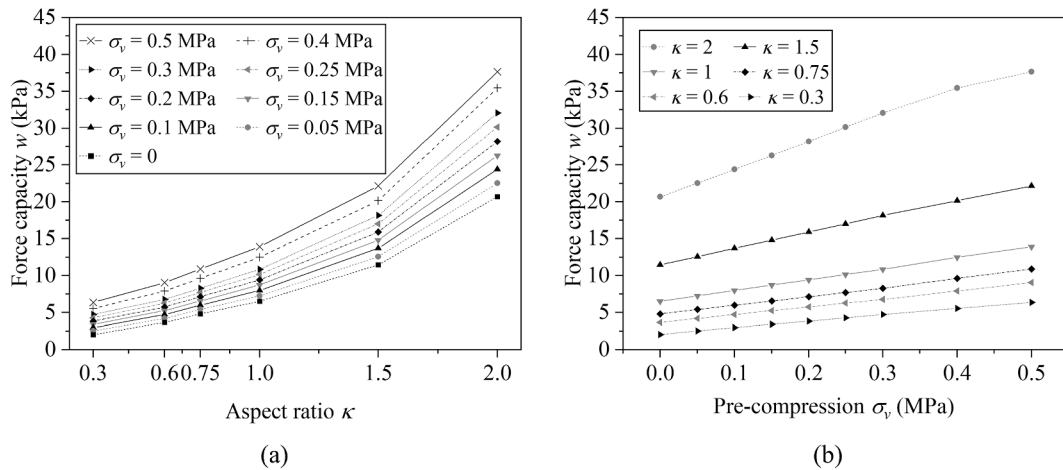 45
40
35
30
25
20
15
10
5
0
Force capacity w (kPa)
σv = 0.5 MPa σv = 0.4 MPa
σv = 0.3 MPa σv = 0.25 MPa
σv = 0.2 MPa σv = 0.15 MPa
σv = 0.1 MPa σv = 0.05 MPa
σv = 0
0.3 0.6 0.75 1.0 1.5 2.0
Aspect ratio κ
(a)
45
40
35
30
25
20
15
10
5
0
Force capacity w (kPa)
κ = 2 κ = 1.5
κ = 1 κ = 0.75
κ = 0.6 κ = 0.3
0.0 0.1 0.2 0.3 0.4 0.5
Pre-compression σv (MPa)
(b)